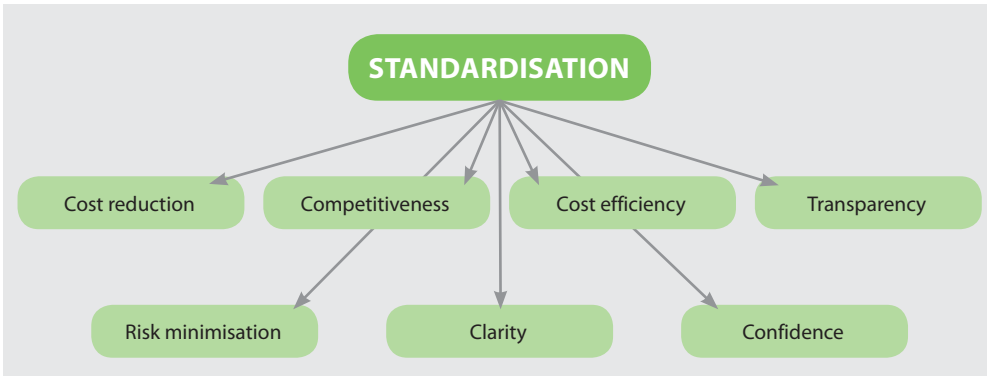 STANDARDISATION
Cost reduction
Competitiveness
Cost efficiency
Transparency
Risk minimisation
Clarity
Confidence